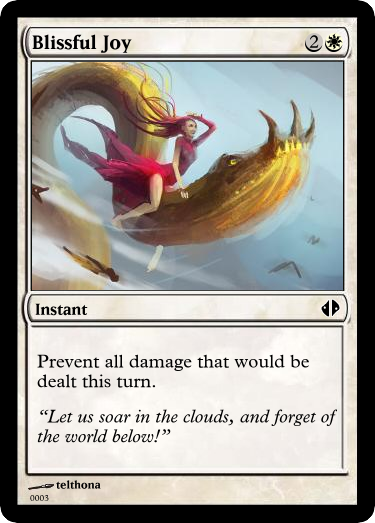 Blissful Joy 2
Instant
Prevent all damage that would be
dealt this turn.
“Let us soar in the clouds, and forget of
the world below!”
telthona
0003